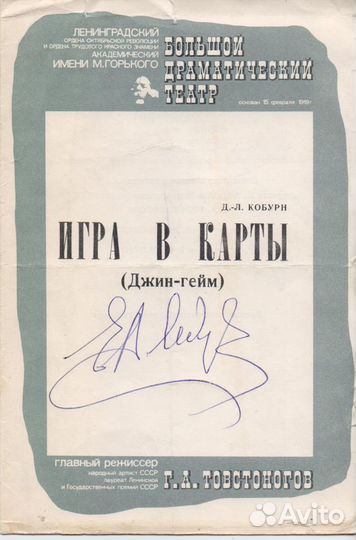 ЛЕНИНГРАДСКИЙ
ОРДЕНА ОКТЯБРЬСКОЙ РЕВОЛЮЦИИ
И ОРДЕНА ТРУДОВОГО КРАСНОГО ЗНАМЕНИ
АКАДЕМИЧЕСКИЙ
ИМЕНИ М.ГОРЬКОГО
БОЛЬШОЙ
ДРАМАТИЧЕСКИЙ
ТЕАТР
основан 15 февраля 1919г
Д.-Л. КОБУРН
ИГРА В КАРТЫ
(Джин-гейм)
главный режиссер
народный артист СССР
лауреат Ленинской
и Государственных премий СССР
Г.А. ТОВСТОНОГОВ
Avito